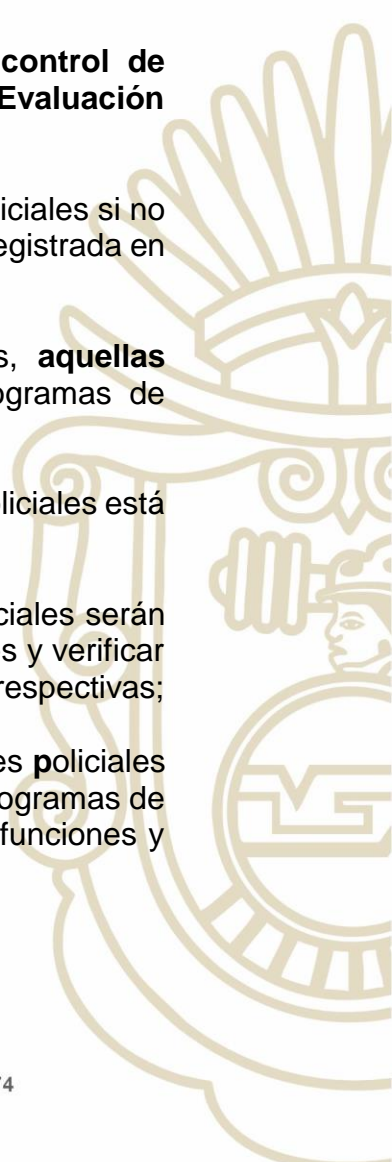 control de
Evaluación
iciales si no
egistrada en
s, aquellas
ogramas de
liciales está
ciales serán
s y verificar
respectivas;
es policiales
ogramas de
funciones y
74